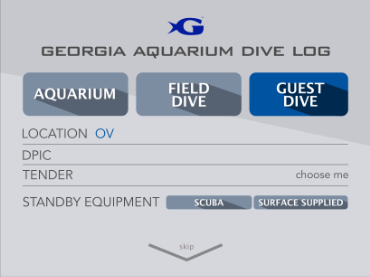 GEORGIA AQUARIUM DIVE LOG
AQUARIUM
FIELD DIVE
GUEST DIVE
LOCATION OV
DPIC
TENDER choose me
STANDBY EQUIPMENT SCUBA SURFACE SUPPLIED
skip